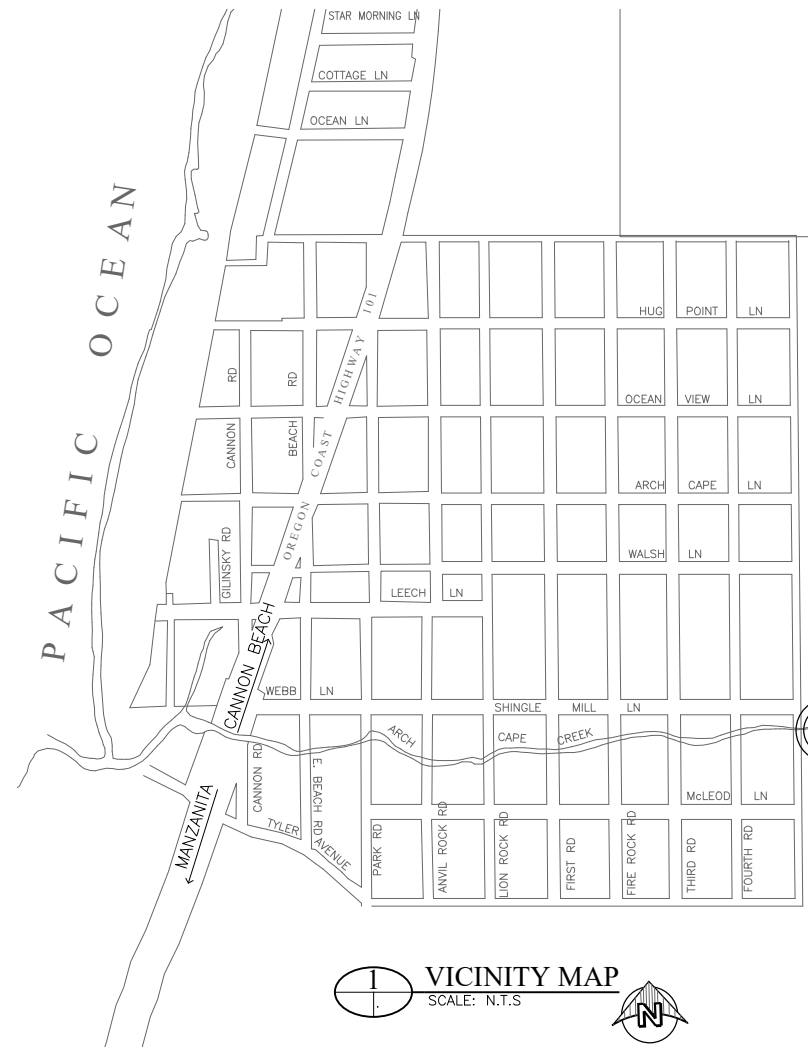 STAR MORNING LN
COTTAGE LN
OCEAN LN
PACIFIC OCEAN
HUG POINT LN
OREGON COAST HIGHWAY 101
RD
RD
OCEAN VIEW LN
CANNON
BEACH
ARCH CAPE LN
GILINSKY RD
WALSH LN
LEECH LN
CANNON BEACH
WEBB LN
SHINGLE MILL LN
ARCH CAPE CREEK
CANNON RD
E. BEACH RD
MANZANITA
McLEOD LN
TYLER AVENUE
PARK RD
ANVIL ROCK RD
LION ROCK RD
FIRST RD
FIRE ROCK RD
THIRD RD
FOURTH RD
1
VICINITY MAP
SCALE: N.T.S
N